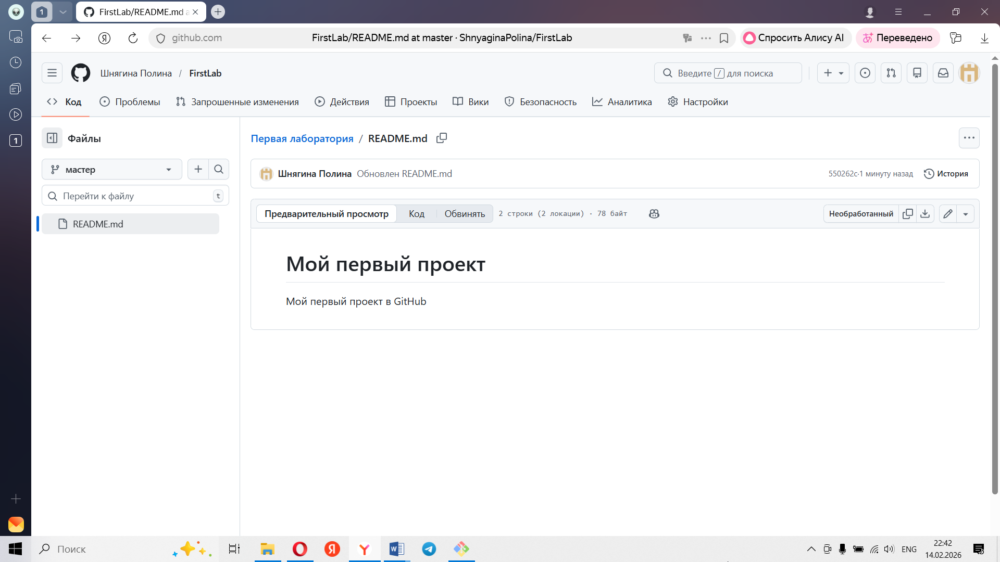 1
FirstLab/README.md a
github.com
FirstLab/README.md at master · ShnyaginaPolina/FirstLab
Спросить Алису AI
Переведено
Шнягина Полина / FirstLab
Введите / для поиска
Код
Проблемы
Запрошенные изменения
Действия
Проекты
Вики
Безопасность
Аналитика
Настройки
1
Файлы
Первая лаборатория / README.md
мастер
Шнягина Полина Обновлен README.md
550262c·1 минуту назад
История
Перейти к файлу
t
Предварительный просмотр
Код
Обвинять
2 строки (2 локации) · 78 байт
Необработанный
README.md
Мой первый проект
Мой первый проект в GitHub
Поиск
ENG
22:42
14.02.2026